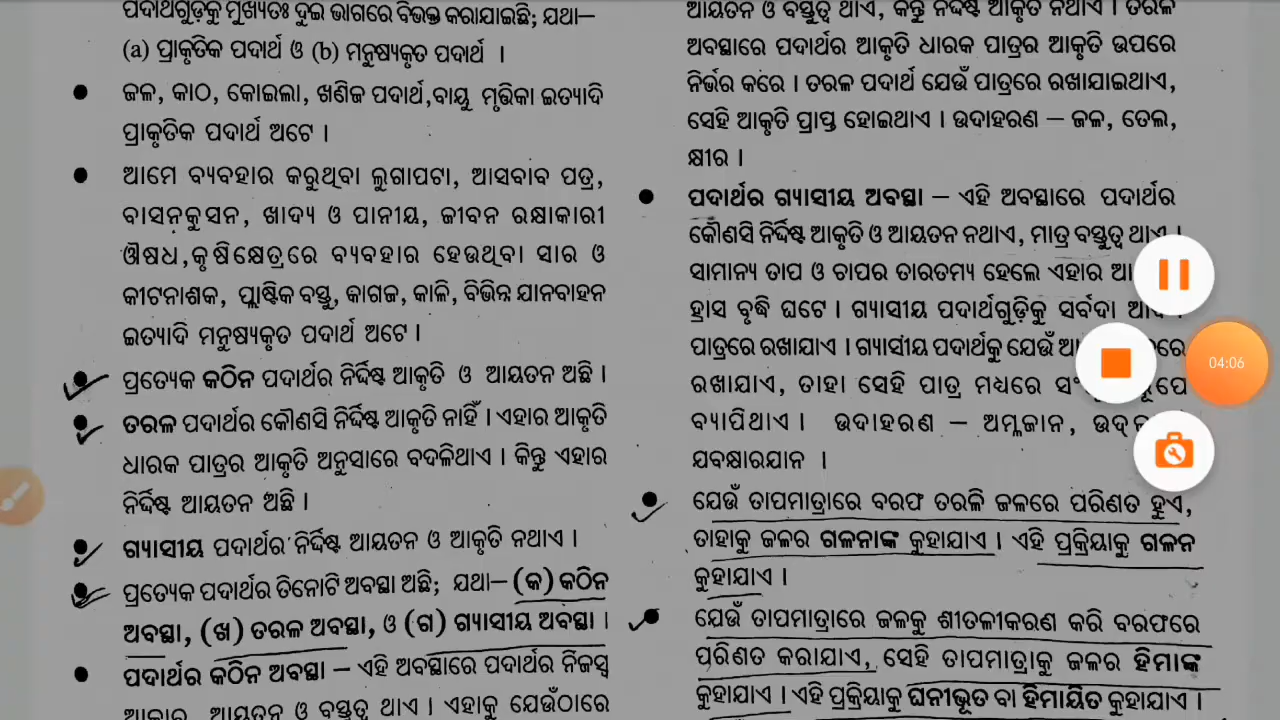 ପଦାର୍ଥଗୁଡ଼ିକୁ ମୁଖ୍ୟତଃ ଦୁଇ ଭାଗରେ ବିଭକ୍ତ କରାଯାଇଛି; ଯଥା–
(a) ପ୍ରାକୃତିକ ପଦାର୍ଥ ଓ (b) ମନୁଷ୍ୟକୃତ ପଦାର୍ଥ ।
● ଜଳ, କାଠ, କୋଇଲା, ଖଣିଜ ପଦାର୍ଥ,ବାୟୁ ମୃତ୍ତିକା ଇତ୍ୟାଦି
ପ୍ରାକୃତିକ ପଦାର୍ଥ ଅଟେ ।
● ଆମେ ବ୍ୟବହାର କରୁଥିବା ଲୁଗାପଟା, ଆସବାବ ପତ୍ର,
ବାସନକୁସନ, ଖାଦ୍ୟ ଓ ପାନୀୟ, ଜୀବନ ରକ୍ଷାକାରୀ
ଔଷଧ,କୃଷିକ୍ଷେତ୍ରରେ ବ୍ୟବହାର ହେଉଥିବା ସାର ଓ
କୀଟନାଶକ, ପ୍ଲାଷ୍ଟିକ ବସ୍ତୁ, କାଗଜ, କାଳି, ବିଭିନ୍ନ ଯାନବାହନ
ଇତ୍ୟାଦି ମନୁଷ୍ୟକୃତ ପଦାର୍ଥ ଅଟେ ।
● ପ୍ରତ୍ୟେକ କଠିନ ପଦାର୍ଥର ନିର୍ଦ୍ଦିଷ୍ଟ ଆକୃତି ଓ ଆୟତନ ଅଛି ।
● ତରଳ ପଦାର୍ଥର କୌଣସି ନିର୍ଦ୍ଦିଷ୍ଟ ଆକୃତି ନାହିଁ । ଏହାର ଆକୃତି
ଧାରକ ପାତ୍ରର ଆକୃତି ଅନୁସାରେ ବଦଳିଥାଏ । କିନ୍ତୁ ଏହାର
ନିର୍ଦ୍ଦିଷ୍ଟ ଆୟତନ ଅଛି ।
● ଗ୍ୟାସୀୟ ପଦାର୍ଥର ନିର୍ଦ୍ଦିଷ୍ଟ ଆୟତନ ଓ ଆକୃତି ନଥାଏ ।
● ପ୍ରତ୍ୟେକ ପଦାର୍ଥର ତିନୋଟି ଅବସ୍ଥା ଅଛି; ଯଥା– (କ) କଠିନ
ଅବସ୍ଥା, (ଖ) ତରଳ ଅବସ୍ଥା, ଓ (ଗ) ଗ୍ୟାସୀୟ ଅବସ୍ଥା ।
● ପଦାର୍ଥର କଠିନ ଅବସ୍ଥା – ଏହି ଅବସ୍ଥାରେ ପଦାର୍ଥର ନିଜସ୍ୱ
ଆକାର, ଆୟତନ ଓ ବସ୍ତୁତ୍ୱ ଥାଏ । ଏହାକୁ ଯେଉଁଠାରେ
ଆୟତନ ଓ ବସ୍ତୁତ୍ୱ ଥାଏ, କିନ୍ତୁ ନିର୍ଦ୍ଦିଷ୍ଟ ଆକୃତି ନଥାଏ । ତରଳ
ଅବସ୍ଥାରେ ପଦାର୍ଥର ଆକୃତି ଧାରକ ପାତ୍ରର ଆକୃତି ଉପରେ
ନିର୍ଭର କରେ । ତରଳ ପଦାର୍ଥ ଯେଉଁ ପାତ୍ରରେ ରଖାଯାଇଥାଏ,
ସେହି ଆକୃତି ପ୍ରାପ୍ତ ହୋଇଥାଏ । ଉଦାହରଣ – ଜଳ, ତେଲ,
କ୍ଷୀର ।
● ପଦାର୍ଥର ଗ୍ୟାସୀୟ ଅବସ୍ଥା – ଏହି ଅବସ୍ଥାରେ ପଦାର୍ଥର
କୌଣସି ନିର୍ଦ୍ଦିଷ୍ଟ ଆକୃତି ଓ ଆୟତନ ନଥାଏ, ମାତ୍ର ବସ୍ତୁତ୍ୱ ଥାଏ ।
ସାମାନ୍ୟ ତାପ ଓ ଚାପର ତାରତମ୍ୟ ହେଲେ ଏହାର
ହ୍ରାସ ବୃଦ୍ଧି ଘଟେ । ଗ୍ୟାସୀୟ ପଦାର୍ଥଗୁଡ଼ିକୁ ସର୍ବଦା
ପାତ୍ରରେ ରଖାଯାଏ । ଗ୍ୟାସୀୟ ପଦାର୍ଥକୁ ଯେଉଁ
ରଖାଯାଏ, ତାହା ସେହି ପାତ୍ର ମଧ୍ୟରେ
ବ୍ୟାପିଥାଏ । ଉଦାହରଣ – ଅମ୍ଳଜାନ,
ଯବକ୍ଷାରଯାନ ।
● ଯେଉଁ ତାପମାତ୍ରାରେ ବରଫ ତରଳି ଜଳରେ ପରିଣତ ହୁଏ,
ତାହାକୁ ଜଳର ଗଳନାଙ୍କ କୁହାଯାଏ । ଏହି ପ୍ରକ୍ରିୟାକୁ ଗଳନ
କୁହାଯାଏ ।
● ଯେଉଁ ତାପମାତ୍ରାରେ ଜଳକୁ ଶୀତଳୀକରଣ କରି ବରଫରେ
ପରିଣତ କରାଯାଏ, ସେହି ତାପମାତ୍ରାକୁ ଜଳର ହିମାଙ୍କ
କୁହାଯାଏ । ଏହି ପ୍ରକ୍ରିୟାକୁ ଘନୀଭୂତ ବା ହିମାୟିତ କୁହାଯାଏ ।
04:06